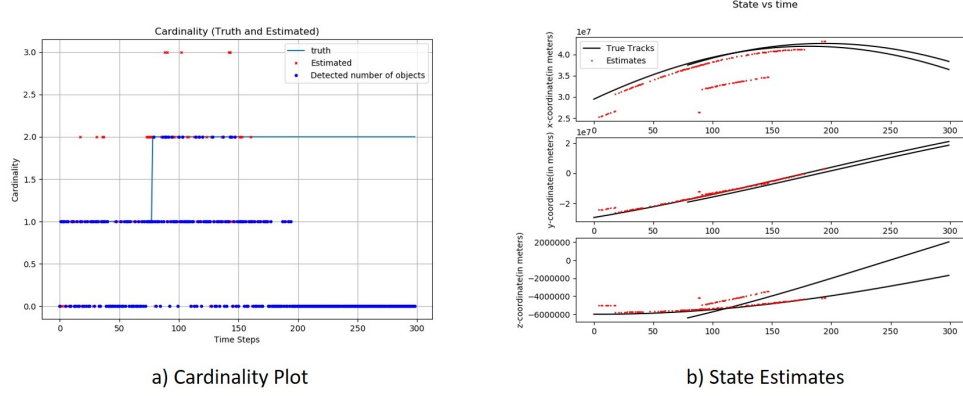 Cardinality (Truth and Estimated)
truth
Estimated
Detected number of objects
Cardinality
3.0
2.5
2.0
1.5
1.0
0.5
0.0
0 50 100 150 200 250 300
Time Steps
a) Cardinality Plot
State vs time
1e7
True Tracks
Estimates
x-coordinate(in meters)
4.0
3.5
3.0
2.5
0 50 100 150 200 250 300
1e7
y-coordinate(in meters)
2
0
−2
0 50 100 150 200 250 300
z-coordinate(in meters)
2000000
0
−2000000
−4000000
−6000000
0 50 100 150 200 250 300
b) State Estimates